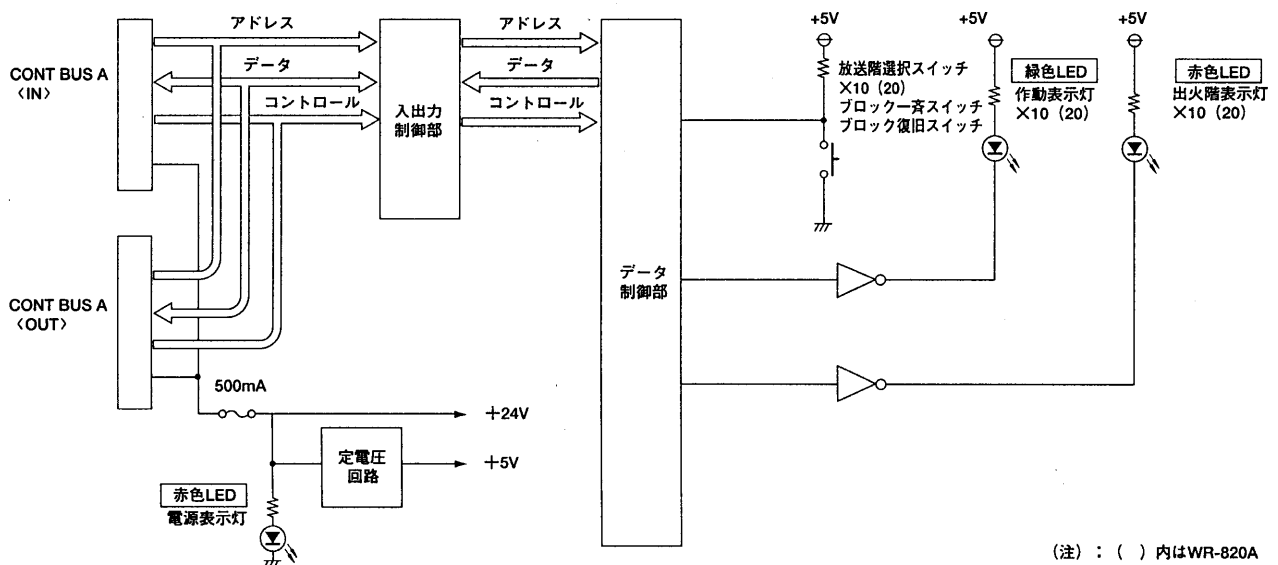 アドレス
アドレス
+5V
+5V
+5V
CONT BUS A
〈IN〉
データ
データ
コントロール
コントロール
入出力
制御部
放送階選択スイッチ
×10（20）
ブロック一斉スイッチ
ブロック復旧スイッチ
緑色LED
作動表示灯
×10（20）
赤色LED
出火階表示灯
×10（20）
CONT BUS A
〈OUT〉
データ
制御部
500mA
+24V
定電圧
回路
+5V
赤色LED
電源表示灯
（注）：（　）内はWR-820A